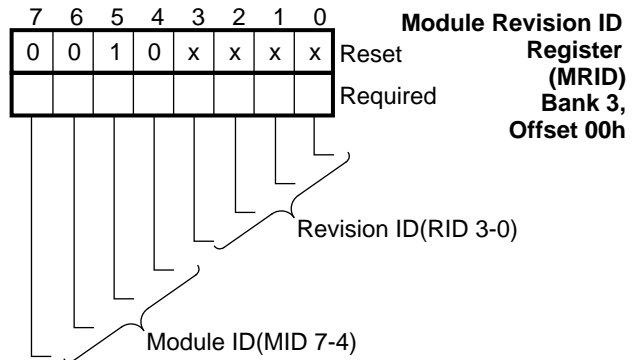 7 6 5 4 3 2 1 0
0 0 1 0 x x x x Reset
Required
Module Revision ID
Register
(MRID)
Bank 3,
Offset 00h
Revision ID(RID 3-0)
Module ID(MID 7-4)